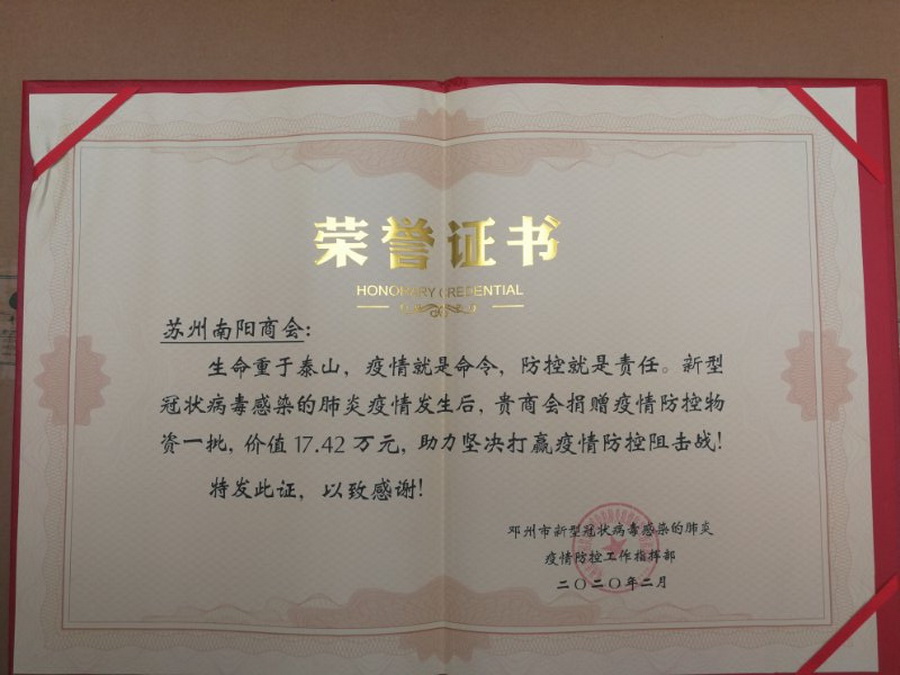 荣誉证书
HONORARY CREDENTIAL
苏州南阳商会:
生命重于泰山，疫情就是命令，防控就是责任。新型
冠状病毒感染的肺炎疫情发生后，贵商会捐赠疫情防控物
资一批，价值17.42万元，助力坚决打赢疫情防控阻击战!
特发此证，以致感谢!
邓州市新型冠状病毒感染的肺炎
疫情防控工作指挥部
二〇二〇年二月